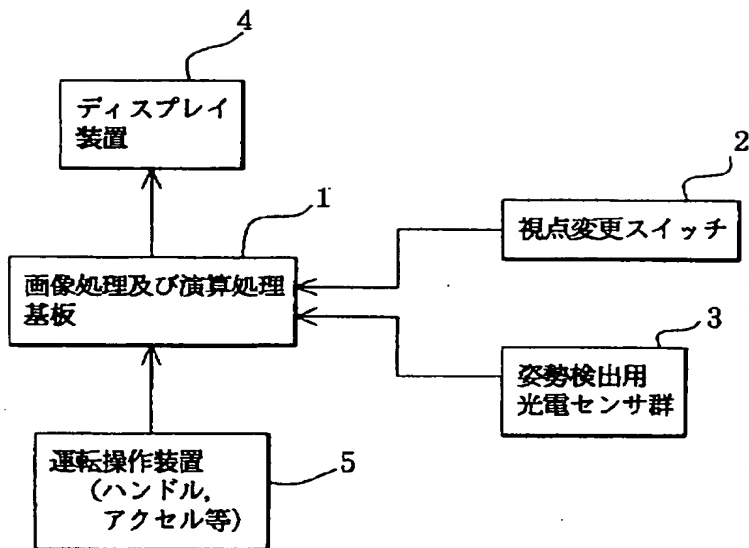 4
ディスプレイ
装置
2
1
視点変更スイッチ
画像処理及び演算処理
基板
3
姿勢検出用
光電センサ群
運転操作装置
(ハンドル,
アクセル等)
5